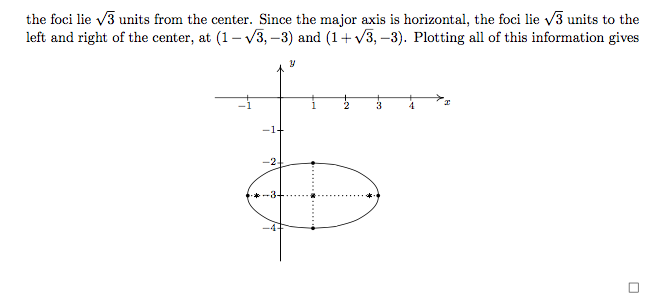 the foci lie √3 units from the center. Since the major axis is horizontal, the foci lie √3 units to the
left and right of the center, at (1 − √3, −3) and (1 + √3, −3). Plotting all of this information gives
y
−1 1 2 3 4 x
−1
−2
−3
−4